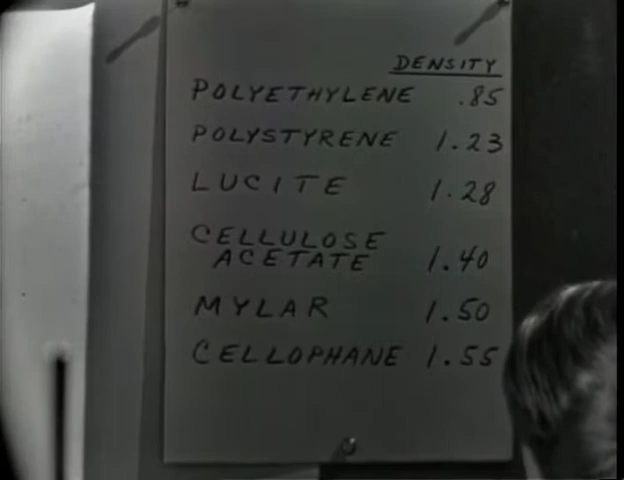 DENSITY
POLYETHYLENE .85
POLYSTYRENE 1.23
LUCITE 1.28
CELLULOSE
ACETATE 1.40
MYLAR 1.50
CELLOPHANE 1.55